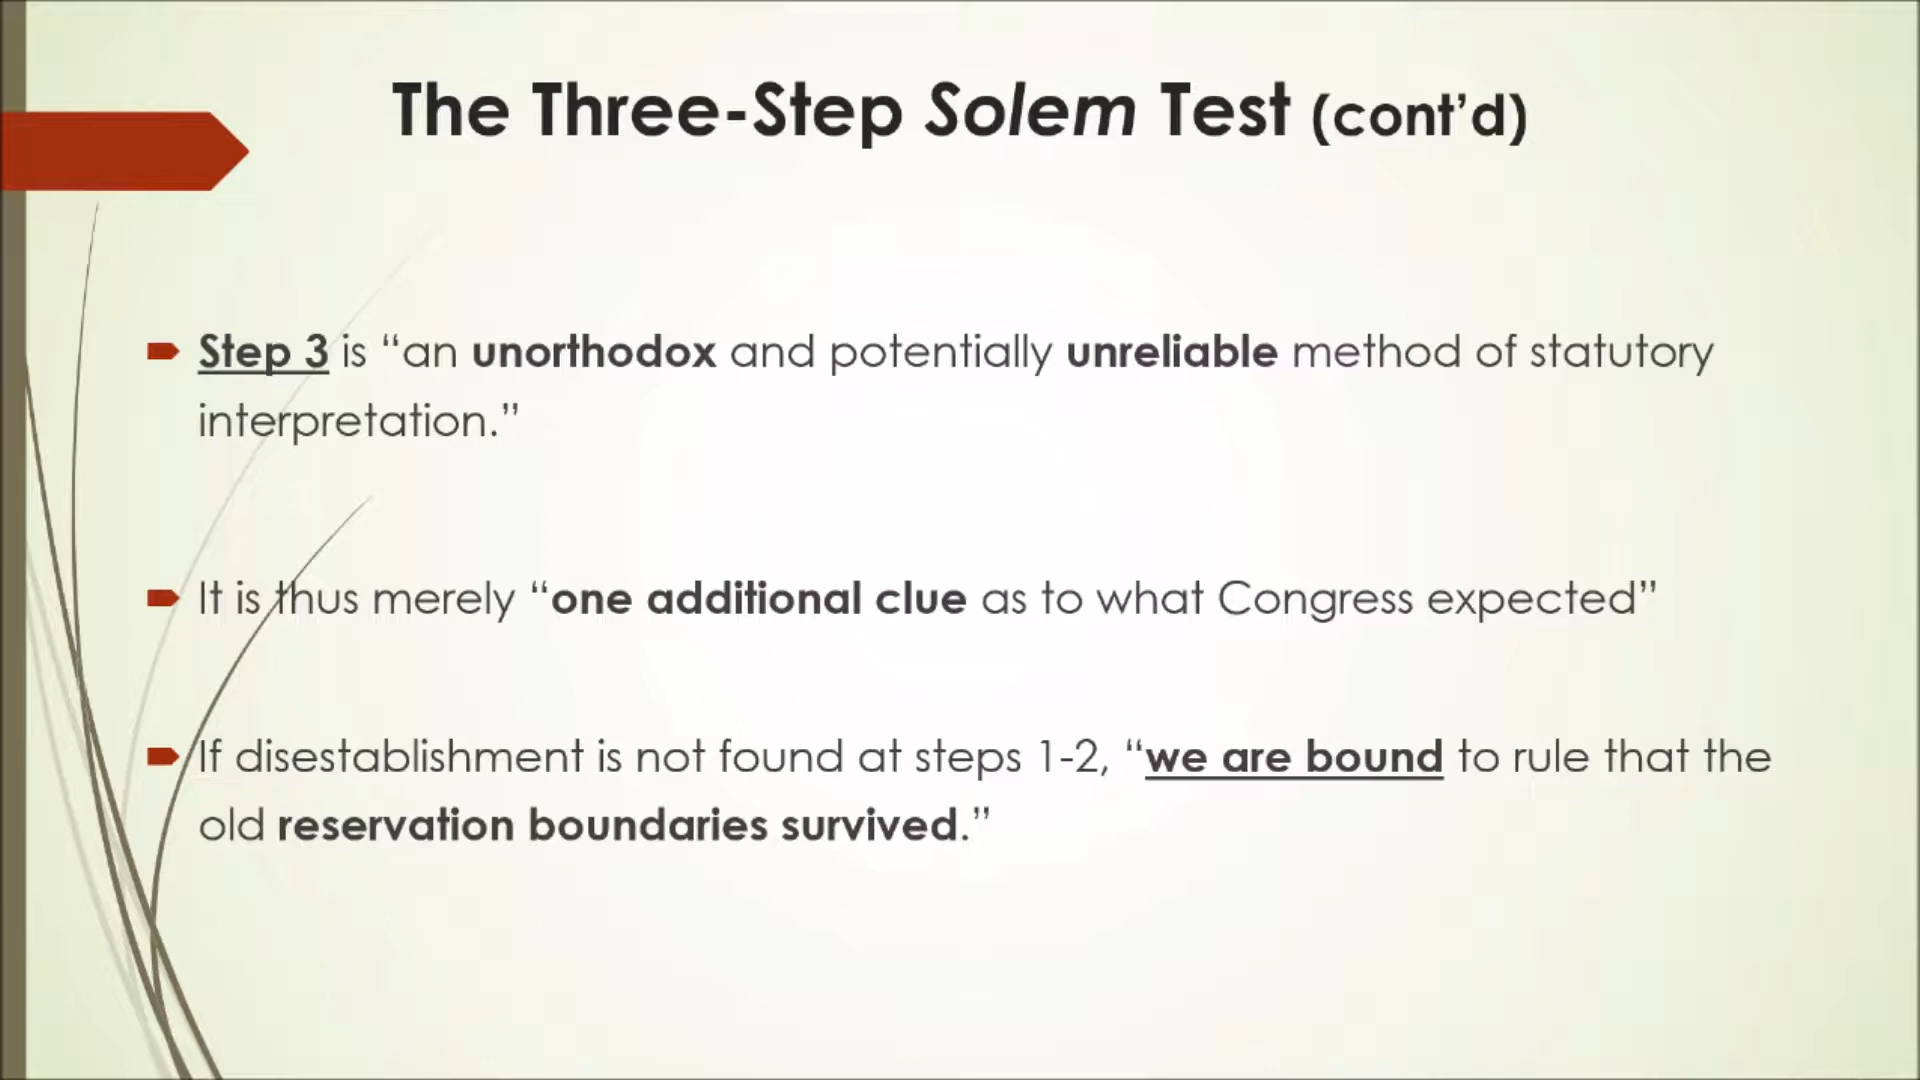 The Three-Step Solem Test (cont’d)
Step 3 is “an unorthodox and potentially unreliable method of statutory
interpretation.”
It is thus merely “one additional clue as to what Congress expected”
If disestablishment is not found at steps 1-2, “we are bound to rule that the
old reservation boundaries survived.”